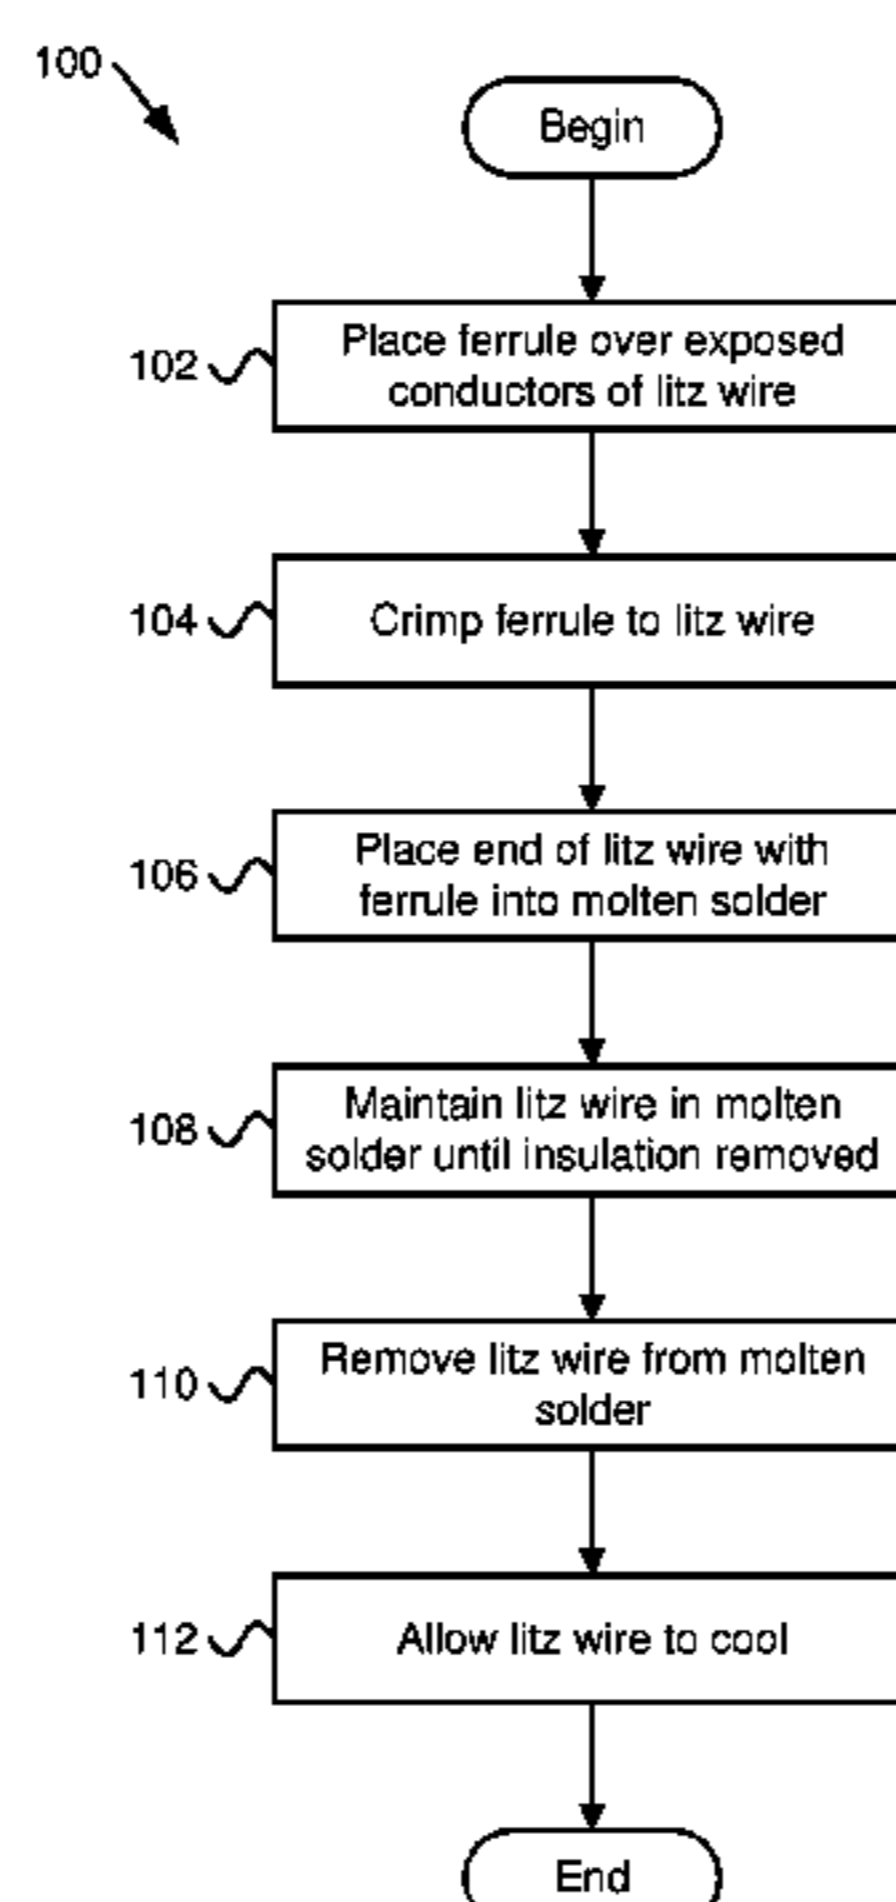 100
Begin
102
Place ferrule over exposed
conductors of litz wire
104
Crimp ferrule to litz wire
106
Place end of litz wire with
ferrule into molten solder
108
Maintain litz wire in molten
solder until insulation removed
110
Remove litz wire from molten
solder
112
Allow litz wire to cool
End